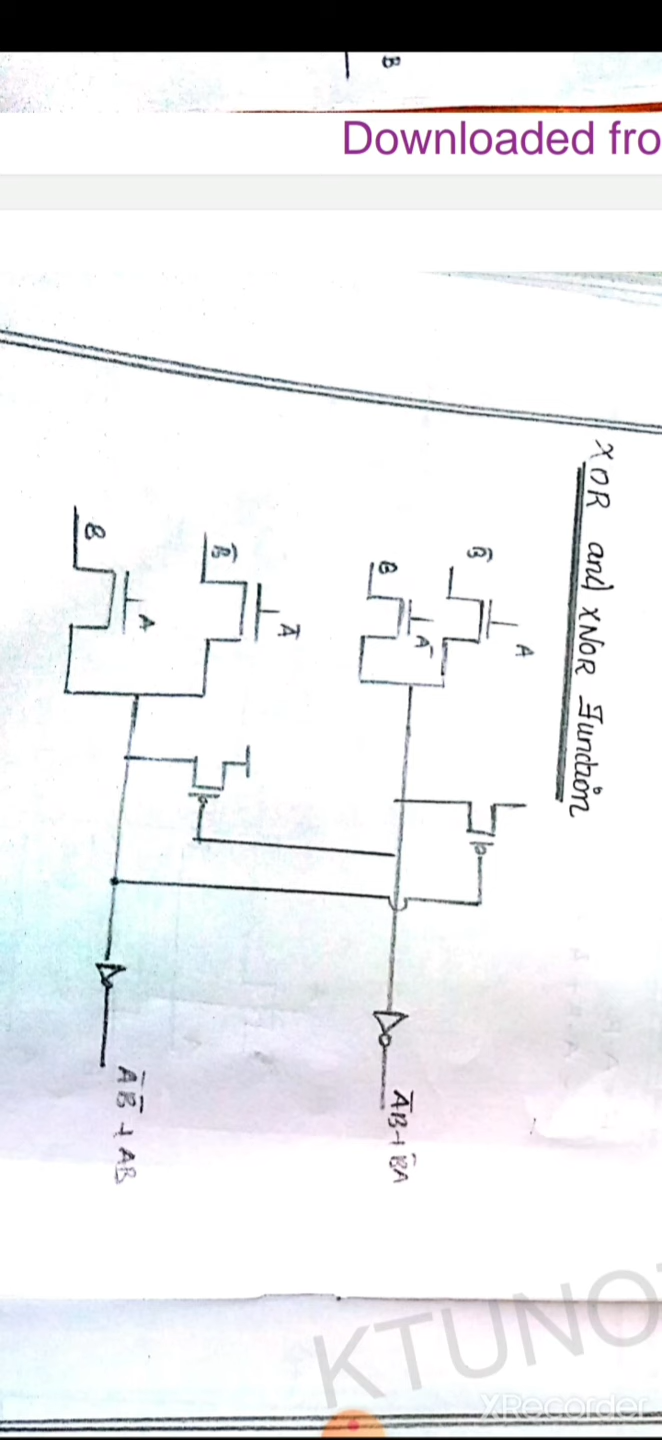 B
Downloaded fro
XOR and XNOR Function
B̅
A
B
A̅
A̅B+B̅A
B̅
A̅
B
A
A̅B̅+AB
KTUNO
XRecorder